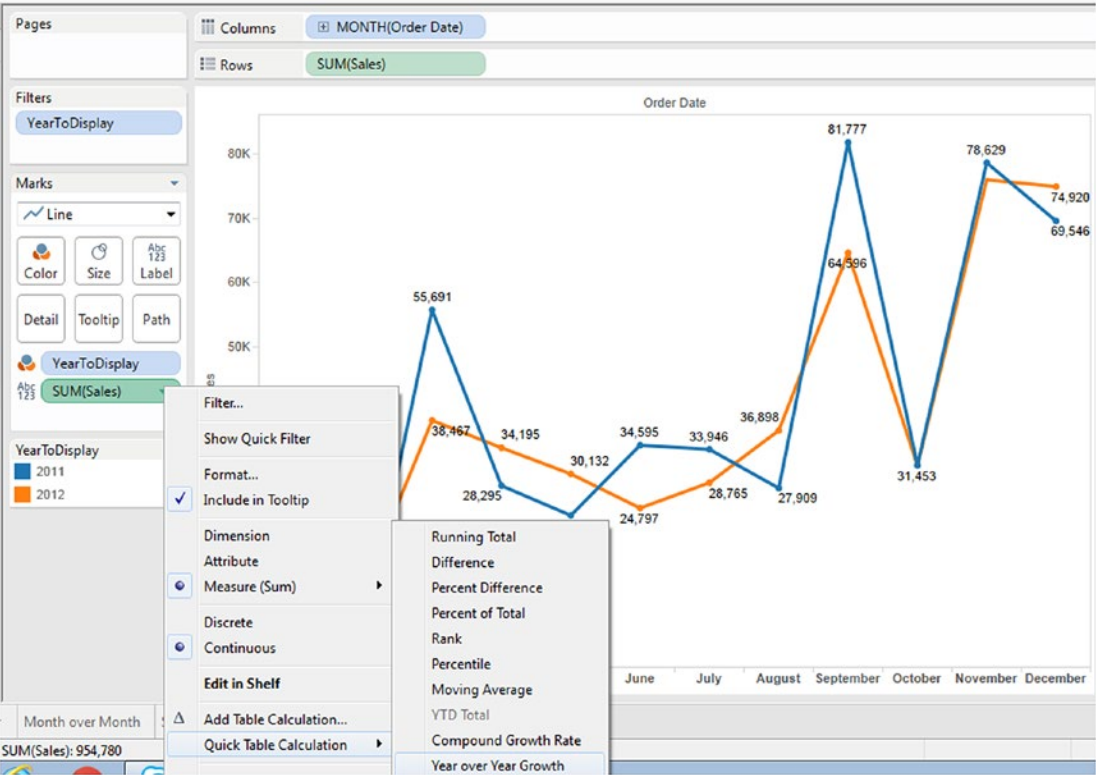 Pages
Columns
MONTH(Order Date)
Rows
SUM(Sales)
Filters
YearToDisplay
Marks
Line
Color
Size
Abc
123
Label
Detail
Tooltip
Path
YearToDisplay
Abc
123
SUM(Sales)
YearToDisplay
2011
2012
Order Date
80K
70K
60K
50K
81,777
78,629
74,920
69,546
64,596
55,691
38,467
34,195
30,132
28,295
34,595
33,946
36,898
28,765
27,909
24,797
31,453
Filter...
Show Quick Filter
Format...
Include in Tooltip
Dimension
Attribute
Measure (Sum)
Discrete
Continuous
Edit in Shelf
Δ Add Table Calculation...
Quick Table Calculation
Running Total
Difference
Percent Difference
Percent of Total
Rank
Percentile
Moving Average
YTD Total
Compound Growth Rate
Year over Year Growth
June July August September October November December
Month over Month
SUM(Sales): 954,780